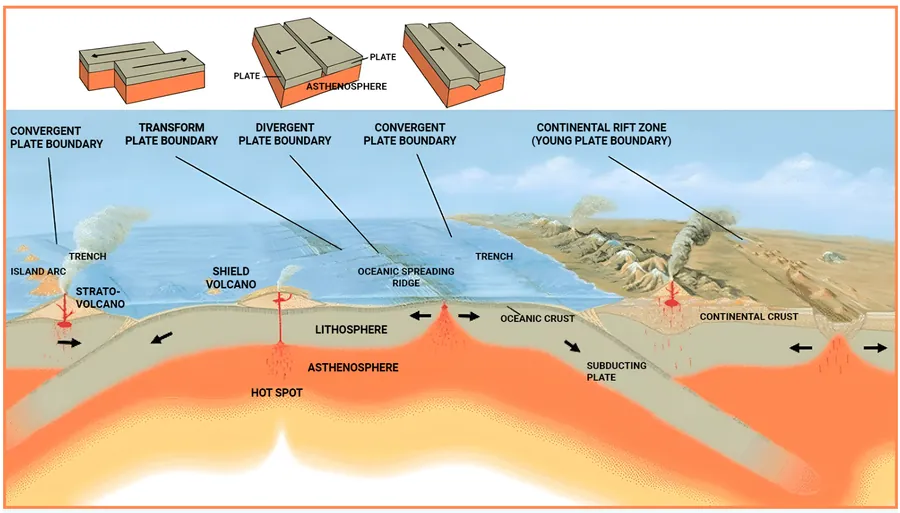 PLATE
PLATE
ASTHENOSPHERE
CONVERGENT
PLATE BOUNDARY
TRANSFORM
PLATE BOUNDARY
DIVERGENT
PLATE BOUNDARY
CONVERGENT
PLATE BOUNDARY
CONTINENTAL RIFT ZONE
(YOUNG PLATE BOUNDARY)
TRENCH
ISLAND ARC
STRATO-
VOLCANO
SHIELD
VOLCANO
OCEANIC SPREADING
RIDGE
TRENCH
LITHOSPHERE
OCEANIC CRUST
CONTINENTAL CRUST
ASTHENOSPHERE
SUBDUCTING
PLATE
HOT SPOT